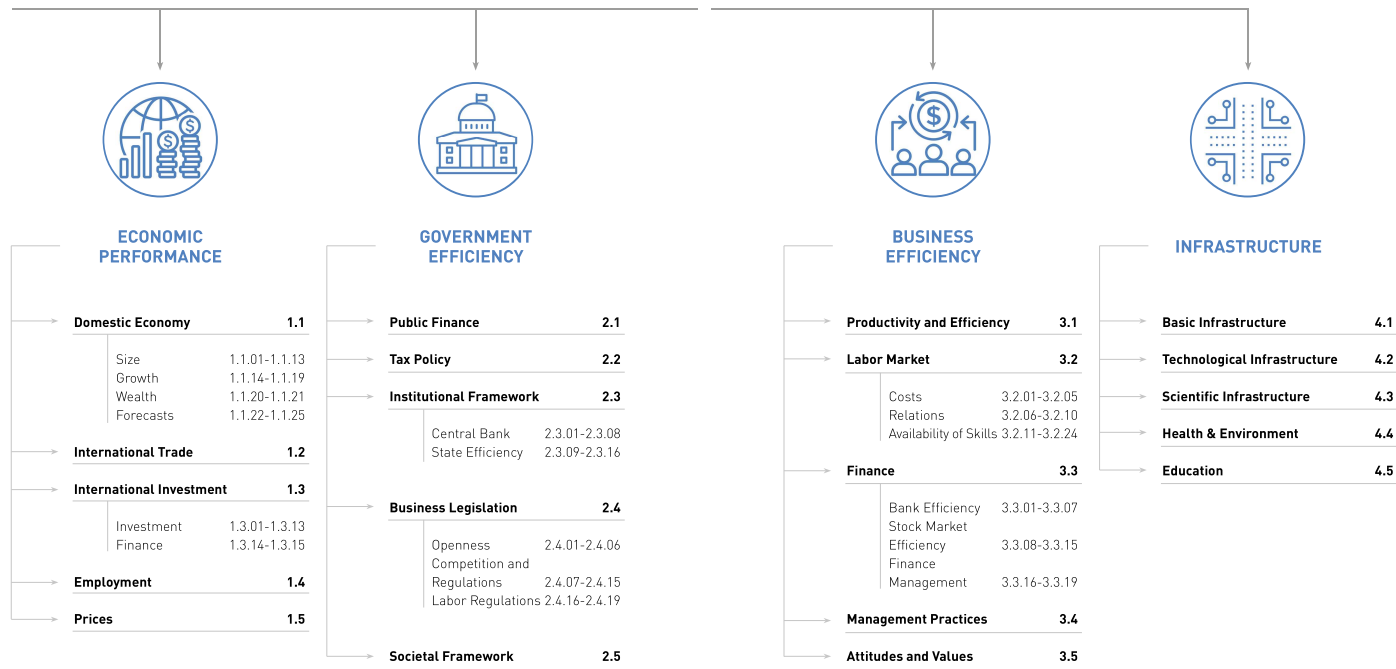 ECONOMIC
PERFORMANCE
Domestic Economy 1.1
Size 1.1.01-1.1.13
Growth 1.1.14-1.1.19
Wealth 1.1.20-1.1.21
Forecasts 1.1.22-1.1.25
International Trade 1.2
International Investment 1.3
Investment 1.3.01-1.3.13
Finance 1.3.14-1.3.15
Employment 1.4
Prices 1.5
GOVERNMENT
EFFICIENCY
Public Finance 2.1
Tax Policy 2.2
Institutional Framework 2.3
Central Bank 2.3.01-2.3.08
State Efficiency 2.3.09-2.3.16
Business Legislation 2.4
Openness 2.4.01-2.4.06
Competition and
Regulations 2.4.07-2.4.15
Labor Regulations 2.4.16-2.4.19
Societal Framework 2.5
BUSINESS
EFFICIENCY
Productivity and Efficiency 3.1
Labor Market 3.2
Costs 3.2.01-3.2.05
Relations 3.2.06-3.2.10
Availability of Skills 3.2.11-3.2.24
Finance 3.3
Bank Efficiency 3.3.01-3.3.07
Stock Market
Efficiency 3.3.08-3.3.15
Finance
Management 3.3.16-3.3.19
Management Practices 3.4
Attitudes and Values 3.5
INFRASTRUCTURE
Basic Infrastructure 4.1
Technological Infrastructure 4.2
Scientific Infrastructure 4.3
Health & Environment 4.4
Education 4.5